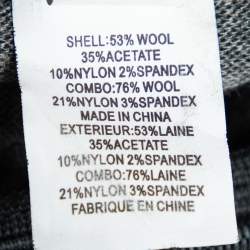 SHELL:53% WOOL
35%ACETATE
10%NYLON 2%SPANDEX
COMBO:76% WOOL
21%NYLON 3%SPANDEX
MADE IN CHINA
EXTERIEUR:53%LAINE
35%ACETATE
10%NYLON 2%SPANDEX
COMBO:76%LAINE
21%NYLON 3%SPANDEX
FABRIQUE EN CHINE